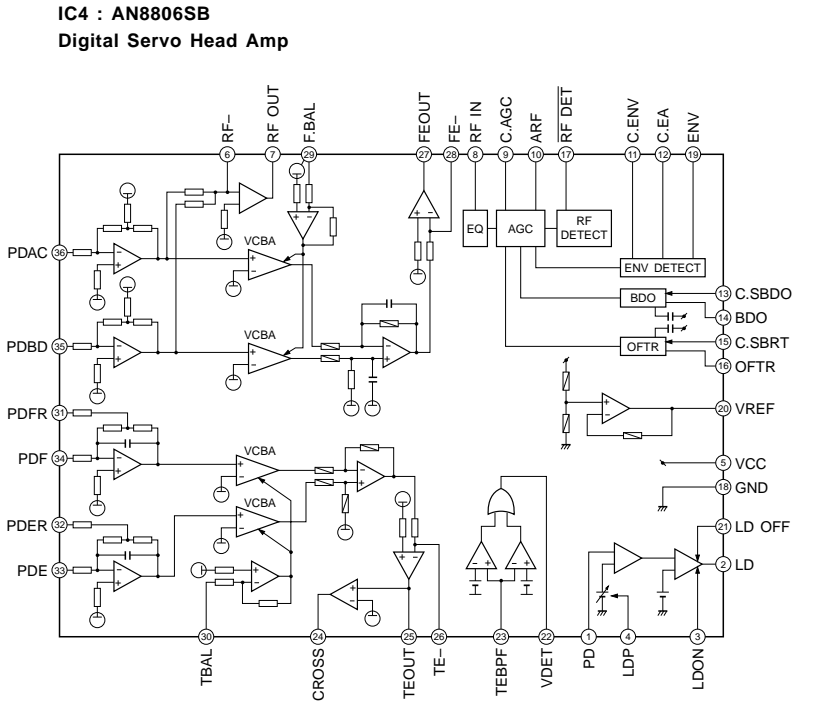 IC4 : AN8806SB
Digital Servo Head Amp
RF–
RF OUT
F.BAL
FEOUT
FE–
RF IN
C.AGC
ARF
RF DET
C.ENV
C.EA
ENV
6
7
29
27
28
8
9
10
17
11
12
19
PDAC 36
VCBA
EQ
AGC
RF
DETECT
ENV DETECT
BDO
13 C.SBDO
14 BDO
PDBD 35
VCBA
OFTR
15 C.SBRT
16 OFTR
PDFR 31
20 VREF
PDF 34
VCBA
5 VCC
18 GND
VCBA
PDER 32
21 LD OFF
PDE 33
2 LD
30
24
25
26
23
22
1
4
3
TBAL
CROSS
TEOUT
TE–
TEBPF
VDET
PD
LDP
LDON
+
–